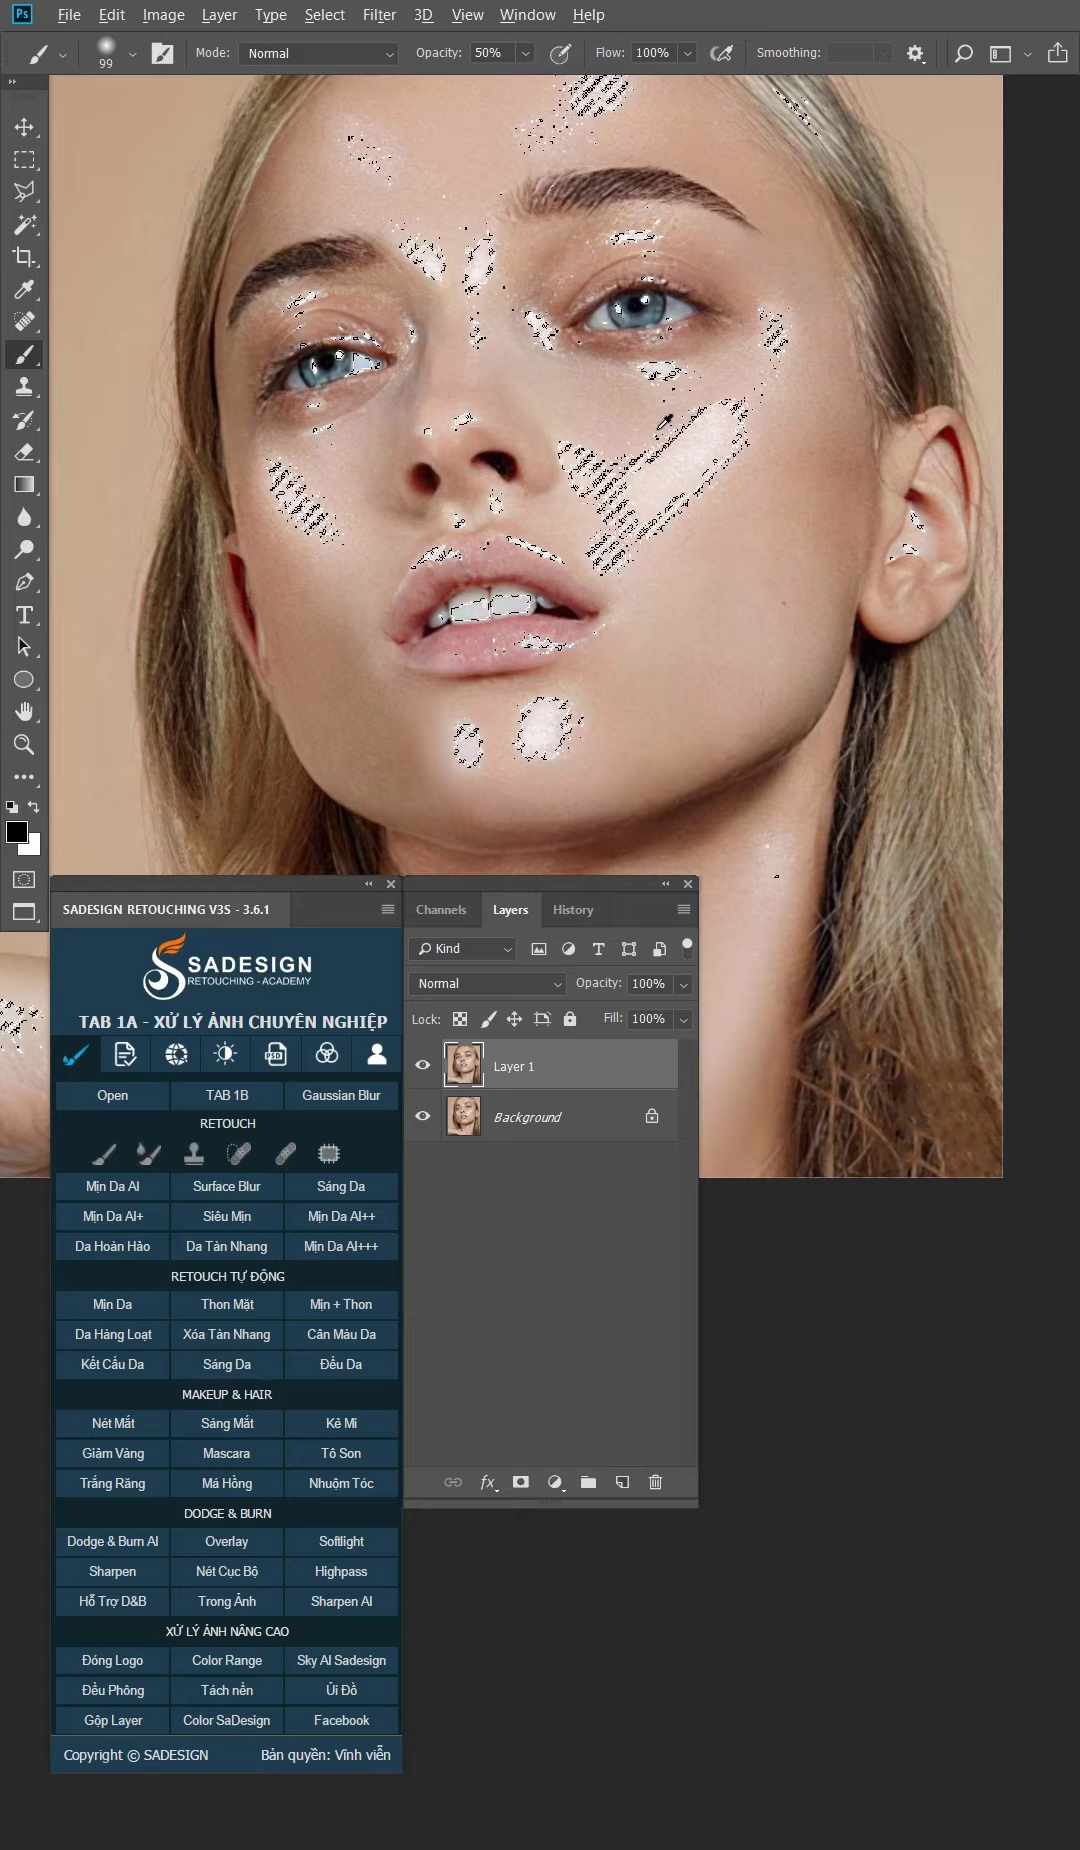 Ps File Edit Image Layer Type Select Filter 3D View Window Help
99 Mode: Normal Opacity: 50% Flow: 100% Smoothing:
SADESIGN RETOUCHING V3S - 3.6.1
SADESIGN
RETOUCHING - ACADEMY
TAB 1A - XỬ LÝ ẢNH CHUYÊN NGHIỆP
PSD
Open TAB 1B Gaussian Blur
RETOUCH
Mịn Da AI Surface Blur Sáng Da
Mịn Da AI+ Siêu Mịn Mịn Da AI++
Da Hoàn Hảo Da Tàn Nhang Mịn Da AI+++
RETOUCH TỰ ĐỘNG
Mịn Da Thon Mặt Mịn + Thon
Da Hàng Loạt Xóa Tàn Nhang Cân Màu Da
Kết Cấu Da Sáng Da Đều Da
MAKEUP & HAIR
Nét Mắt Sáng Mắt Kẻ Mi
Giảm Vàng Mascara Tô Son
Trắng Răng Má Hồng Nhuộm Tóc
DODGE & BURN
Dodge & Burn AI Overlay Softlight
Sharpen Nét Cục Bộ Highpass
Hỗ Trợ D&B Trong Ảnh Sharpen AI
XỬ LÝ ẢNH NÂNG CAO
Đóng Logo Color Range Sky AI Sadesign
Đều Phông Tách nền Ủi Đồ
Gộp Layer Color SaDesign Facebook
Copyright © SADESIGN Bản quyền: Vĩnh viễn
Channels Layers History
Kind
Normal Opacity: 100%
Lock: Fill: 100%
Layer 1
Background
fx